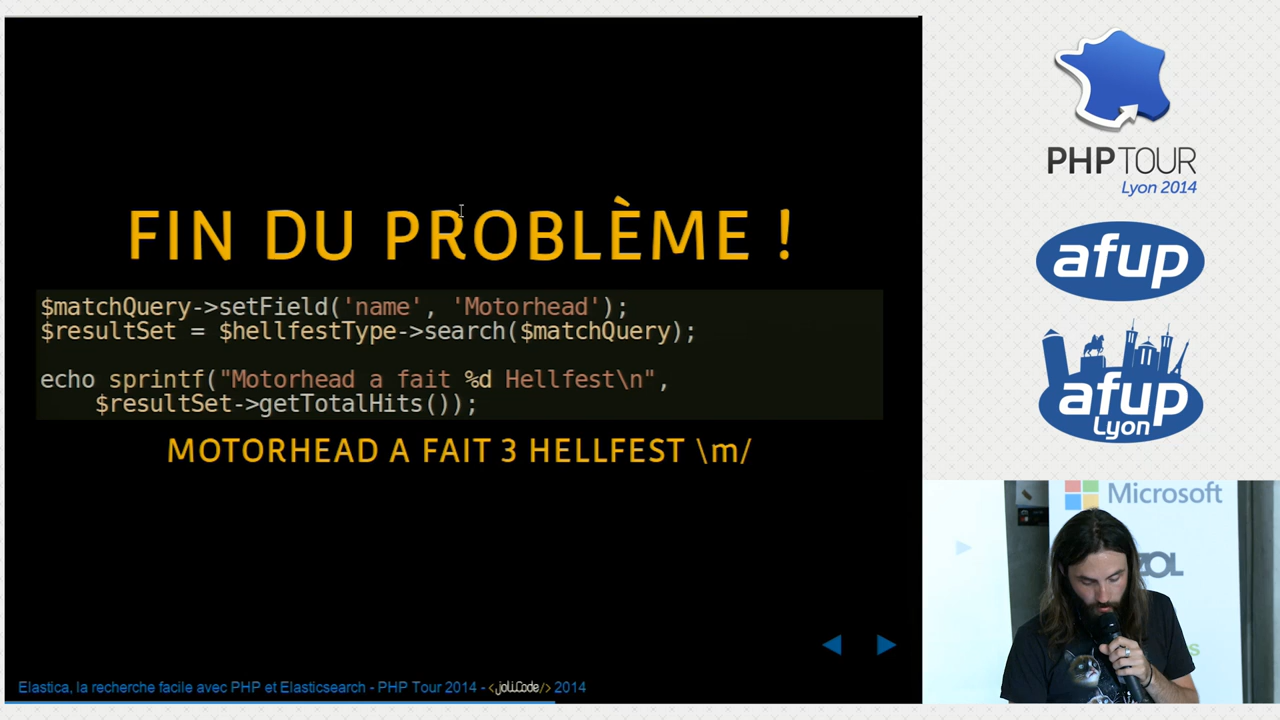 FIN DU PROBLÈME !
$matchQuery->setField('name', 'Motorhead');
$resultSet = $hellfestType->search($matchQuery);
echo sprintf("Motorhead a fait %d Hellfest\n",
$resultSet->getTotalHits());
MOTORHEAD A FAIT 3 HELLFEST \m/
Elastica, la recherche facile avec PHP et Elasticsearch - PHP Tour 2014 - <joliCode/> 2014
PHP TOUR
Lyon 2014
afup
afup
Lyon
Microsoft